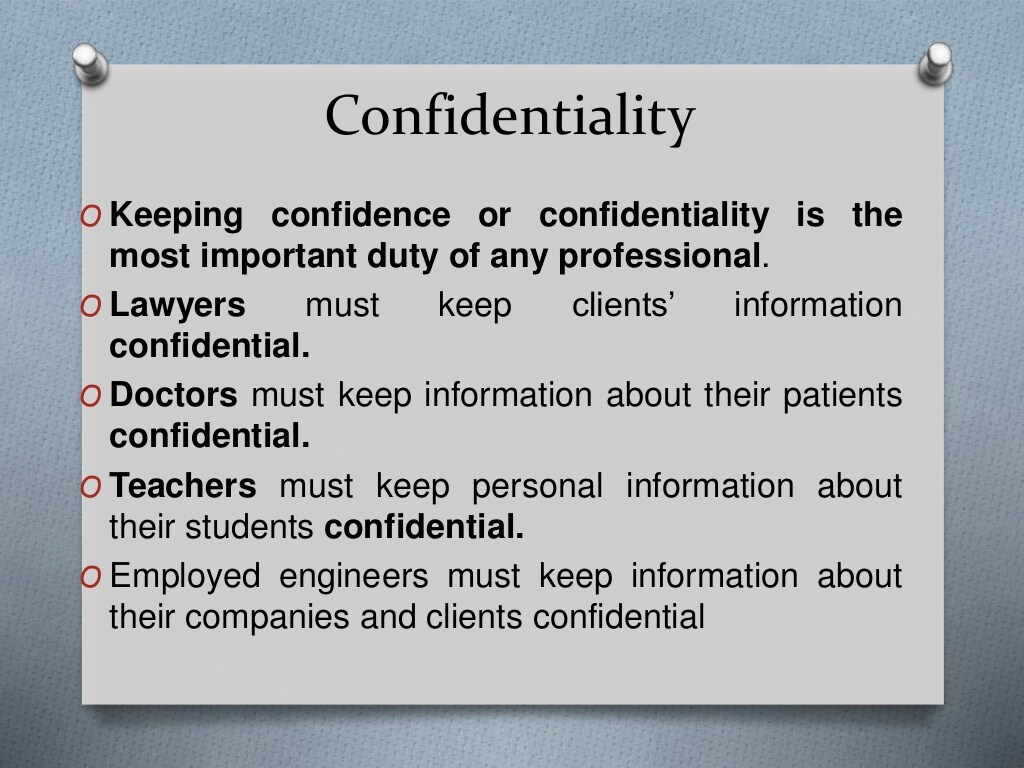 Confidentiality
O Keeping confidence or confidentiality is the
most important duty of any professional.
O Lawyers must keep clients’ information
confidential.
O Doctors must keep information about their patients
confidential.
O Teachers must keep personal information about
their students confidential.
O Employed engineers must keep information about
their companies and clients confidential